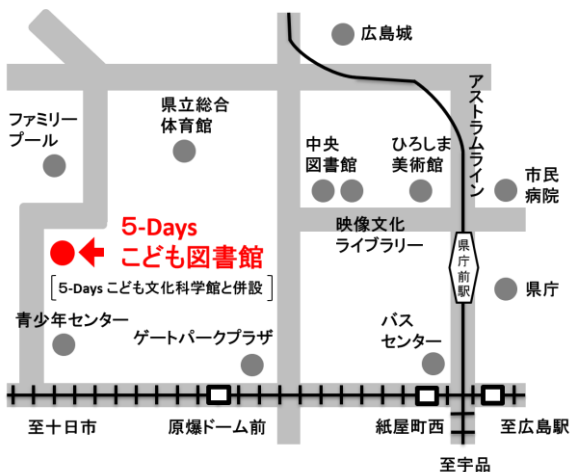 広島城
アストラムライン
ファミリー
プール
県立総合
体育館
中央
図書館
ひろしま
美術館
市民
病院
映像文化
ライブラリー
5-Days
こども図書館
[5-Days こども文化科学館と併設]
県庁前駅
県庁
青少年センター
ゲートパークプラザ
バス
センター
至十日市
原爆ドーム前
紙屋町西
至広島駅
至宇品